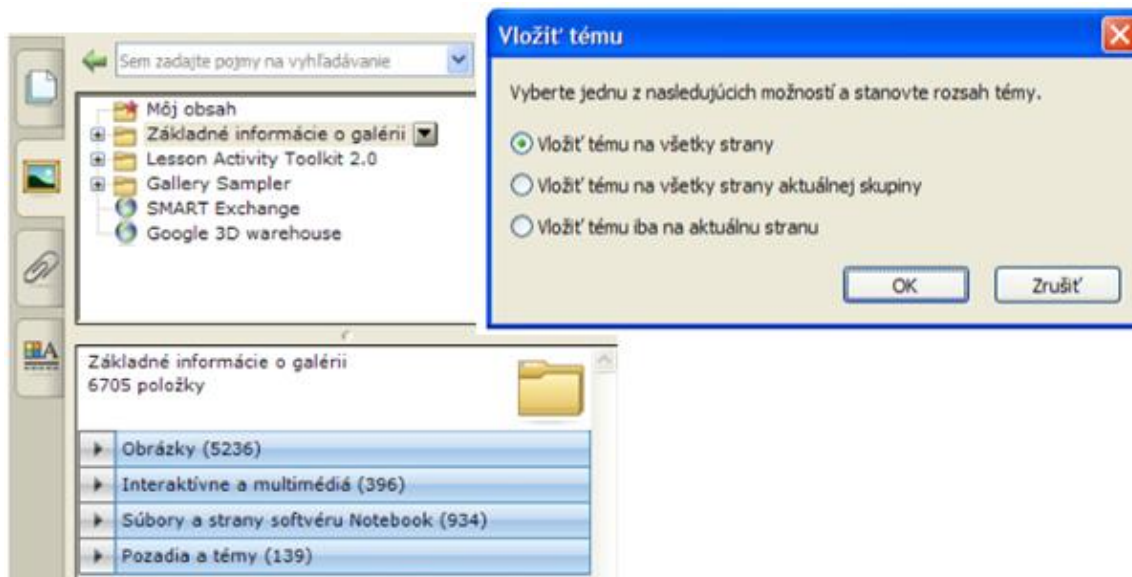 Sem zadajte pojmy na vyhľadávanie
Môj obsah
Základné informácie o galérii
Lesson Activity Toolkit 2.0
Gallery Sampler
SMART Exchange
Google 3D warehouse
Základné informácie o galérii
6705 položky
Obrázky (5236)
Interaktívne a multimédiá (396)
Súbory a strany softvéru Notebook (934)
Pozadia a témy (139)
Vložiť tému
Vyberte jednu z nasledujúcich možností a stanovte rozsah témy.
Vložiť tému na všetky strany
Vložiť tému na všetky strany aktuálnej skupiny
Vložiť tému iba na aktuálnu stranu
OK
Zrušiť